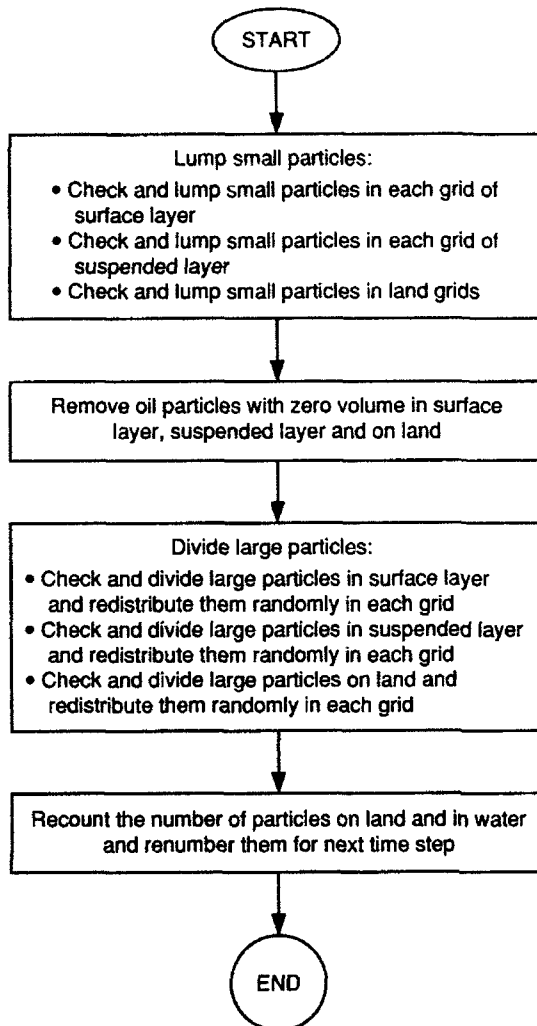 START
Lump small particles:
• Check and lump small particles in each grid of
surface layer
• Check and lump small particles in each grid of
suspended layer
• Check and lump small particles in land grids
Remove oil particles with zero volume in surface
layer, suspended layer and on land
Divide large particles:
• Check and divide large particles in surface layer
and redistribute them randomly in each grid
• Check and divide large particles in suspended layer
and redistribute them randomly in each grid
• Check and divide large particles on land and
redistribute them randomly in each grid
Recount the number of particles on land and in water
and renumber them for next time step
END